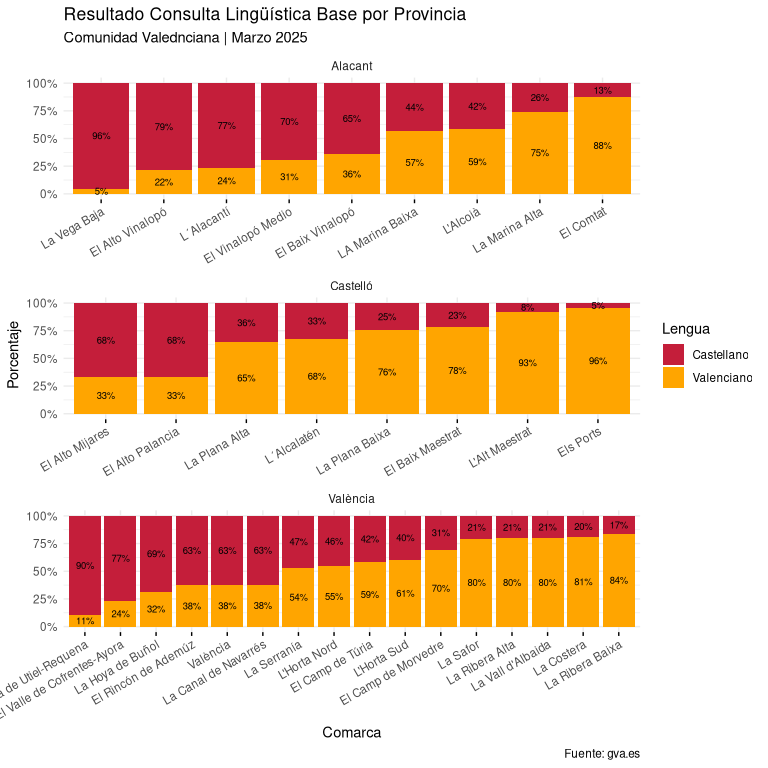 Resultado Consulta Lingüística Base por Provincia
Comunidad Valednciana | Marzo 2025
Alacant
100%
75%
50%
25%
0%
96% 79% 77% 70% 65% 44% 42% 26% 13%
5% 22% 24% 31% 36% 57% 59% 75% 88%
La Vega Baja
El Alto Vinalopó
L´Alacantí
El Vinalopó Medio
El Baix Vinalopó
LA Marina Baixa
L'Alcoià
La Marina Alta
El Comtat
Castelló
100%
75%
50%
25%
0%
68% 68% 36% 33% 25% 23% 8% 5%
33% 33% 65% 68% 76% 78% 93% 96%
El Alto Mijares
El Alto Palancia
La Plana Alta
L´Alcalatén
La Plana Baixa
El Baix Maestrat
L'Alt Maestrat
Els Ports
València
100%
75%
50%
25%
0%
90% 77% 69% 63% 63% 63% 47% 46% 42% 40% 31% 21% 21% 21% 20% 17%
11% 24% 32% 38% 38% 38% 54% 55% 59% 61% 70% 80% 80% 80% 81% 84%
de Utiel-Requena
El Valle de Cofrentes-Ayora
La Hoya de Buñol
El Rincón de Ademúz
València
La Canal de Navarrés
La Serranía
L'Horta Nord
El Camp de Túria
L'Horta Sud
El Camp de Morvedre
La Safor
La Ribera Alta
La Vall d'Albaida
La Costera
La Ribera Baixa
Porcentaje
Comarca
Lengua
Castellano
Valenciano
Fuente: gva.es